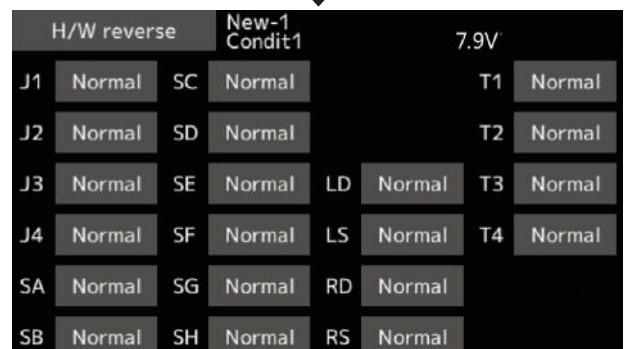 H/W reverse New-1
Condit1 7.9V
J1 Normal SC Normal T1 Normal
J2 Normal SD Normal T2 Normal
J3 Normal SE Normal LD Normal T3 Normal
J4 Normal SF Normal LS Normal T4 Normal
SA Normal SG Normal RD Normal
SB Normal SH Normal RS Normal